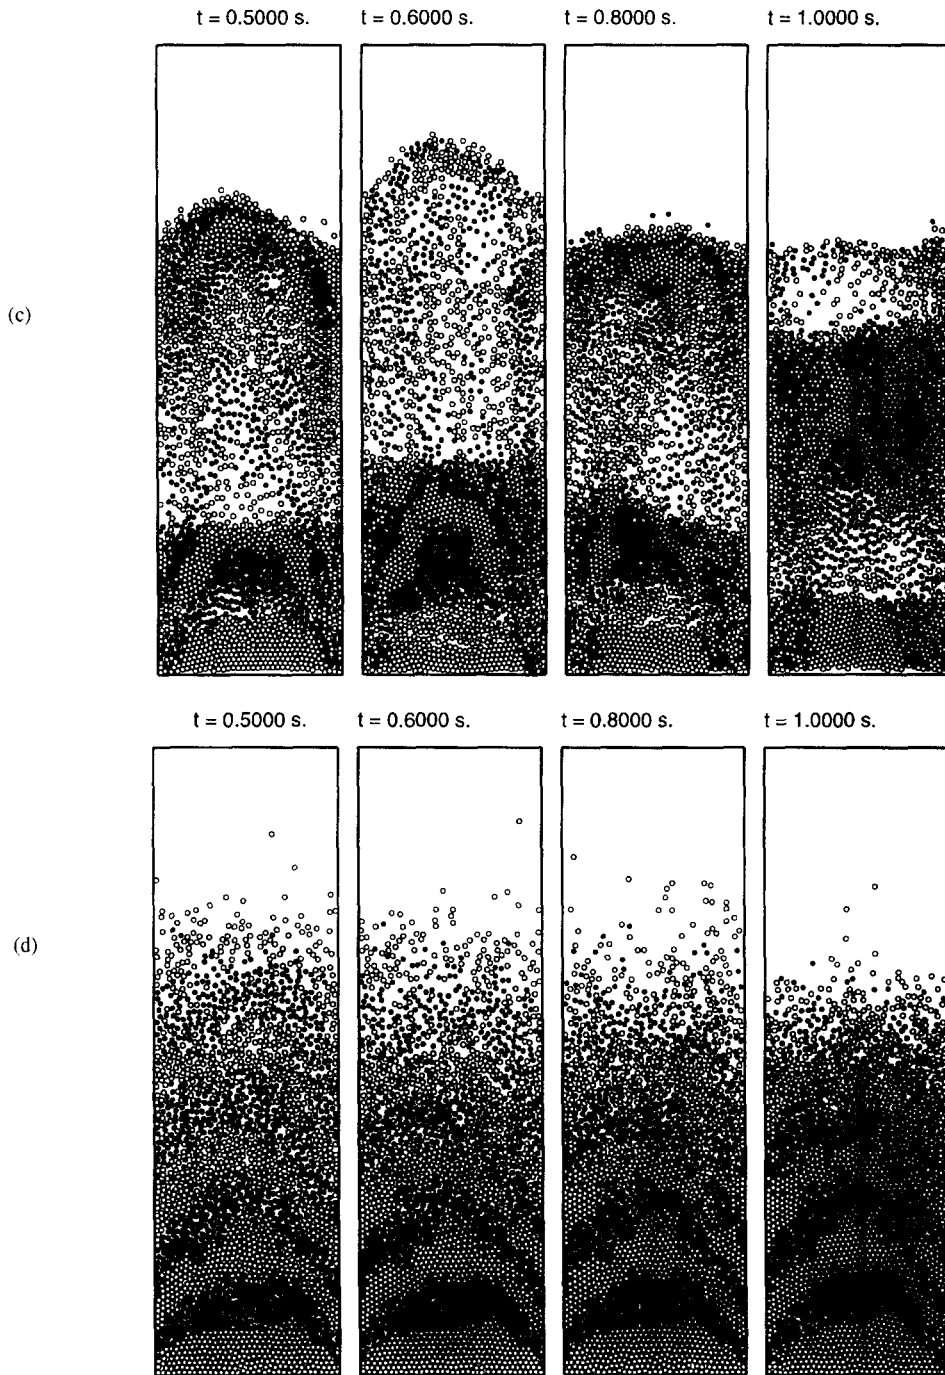 t = 0.5000 s.
t = 0.6000 s.
t = 0.8000 s.
t = 1.0000 s.
(c)
t = 0.5000 s.
t = 0.6000 s.
t = 0.8000 s.
t = 1.0000 s.
(d)